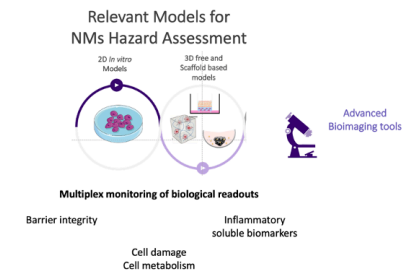 Relevant Models for
NMs Hazard Assessment
2D In vitro
Models
3D free and
Scaffold based
models
Advanced
Bioimaging tools
Multiplex monitoring of biological readouts
Barrier integrity
Inflammatory
soluble biomarkers
Cell damage
Cell metabolism